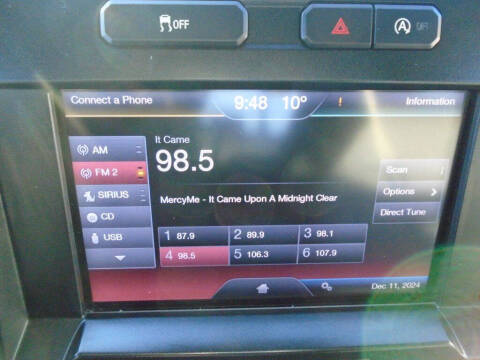 OFF
A OFF
Connect a Phone 9:48 10° ! Information
It Came
98.5
AM
FM 2
SIRIUS
CD
USB
MercyMe - It Came Upon A Midnight Clear
Scan
Options >
Direct Tune
1 87.9 2 89.9 3 98.1
4 98.5 5 106.3 6 107.9
Dec 11, 2024